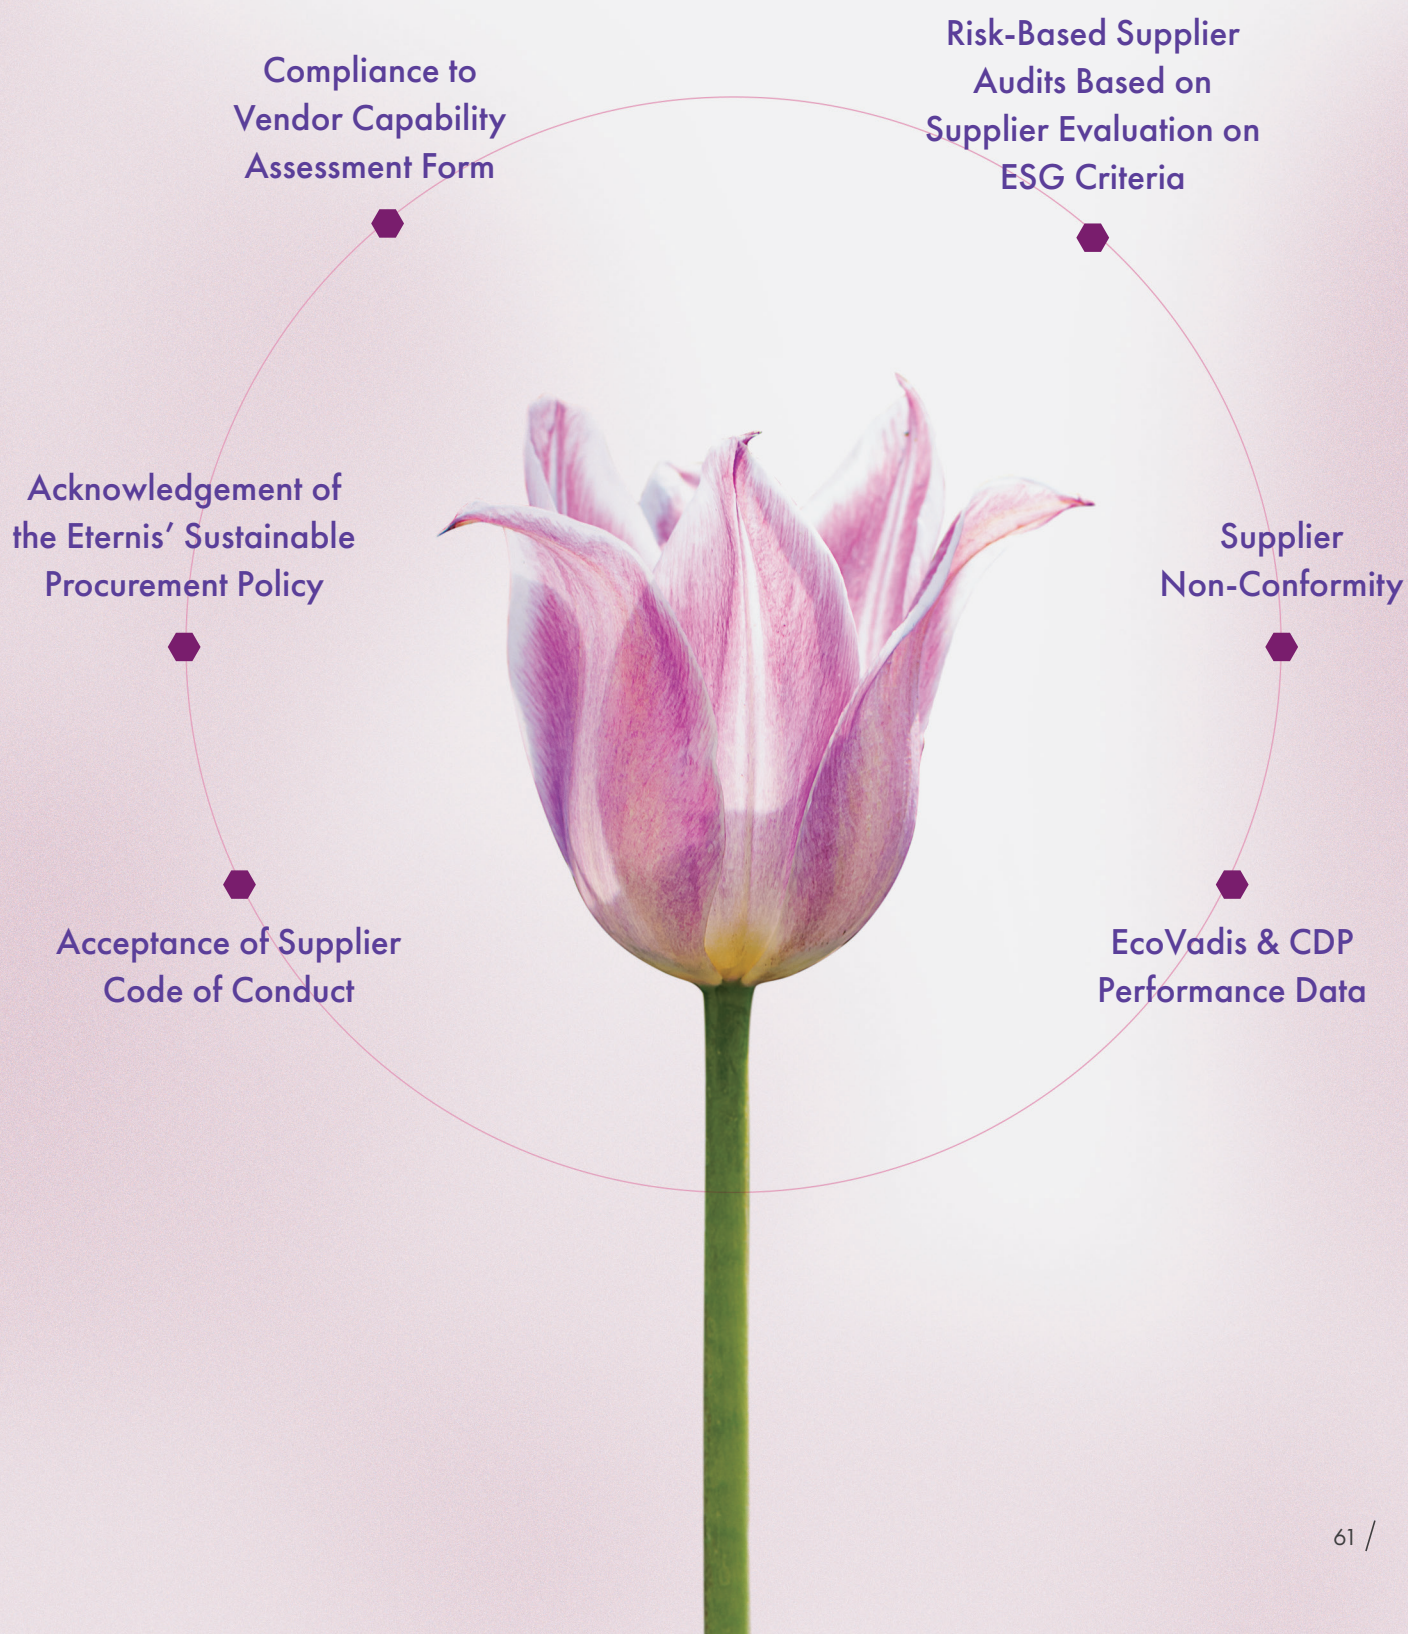 Compliance to
Vendor Capability
Assessment Form
Risk-Based Supplier
Audits Based on
Supplier Evaluation on
ESG Criteria
Acknowledgement of
the Eternis’ Sustainable
Procurement Policy
Supplier
Non-Conformity
Acceptance of Supplier
Code of Conduct
EcoVadis & CDP
Performance Data
61 /